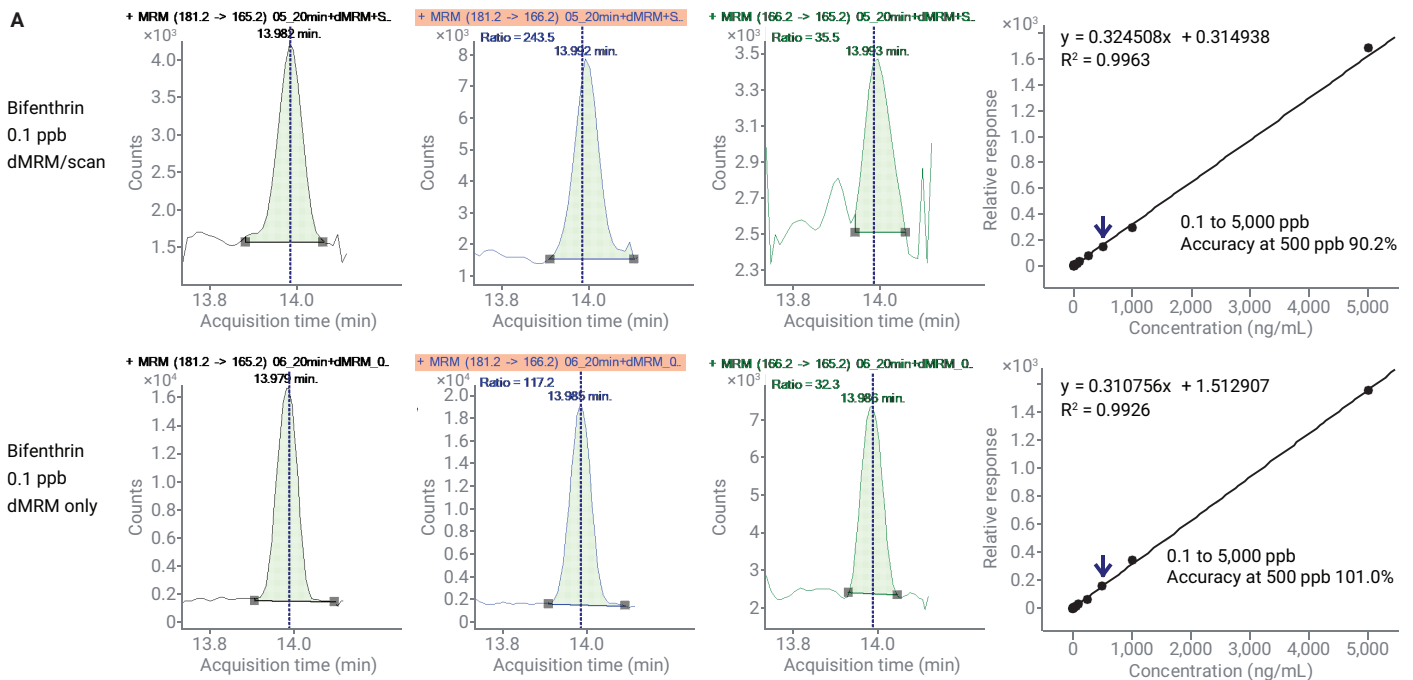 A
Bifenthrin
0.1 ppb
dMRM/scan
+ MRM (181.2 -> 165.2) 05_20min+dMRM+S..
×10³
13.982 min.
4.0
3.5
3.0
2.5
2.0
1.5
Counts
13.8
14.0
Acquisition time (min)
+ MRM (181.2 -> 166.2) 05_20min+dMRM+S..
×10³
Ratio = 243.5
13.992 min.
8
7
6
5
4
3
2
1
Counts
13.8
14.0
Acquisition time (min)
+ MRM (166.2 -> 165.2) 05_20min+dMRM+S..
×10³
Ratio = 35.5
13.993 min.
3.5
3.3
3.1
2.9
2.7
2.5
2.3
Counts
13.8
14.0
Acquisition time (min)
×10³
y = 0.324508x + 0.314938
R² = 0.9963
1.6
1.4
1.2
1.0
0.8
0.6
0.4
0.2
0
Relative response
0.1 to 5,000 ppb
Accuracy at 500 ppb 90.2%
0
1,000
2,000
3,000
4,000
5,000
Concentration (ng/mL)
Bifenthrin
0.1 ppb
dMRM only
+ MRM (181.2 -> 165.2) 06_20min+dMRM_0..
×10⁴
13.979 min.
1.6
1.4
1.2
1.0
0.8
0.6
0.4
0.2
0
Counts
13.8
14.0
Acquisition time (min)
+ MRM (181.2 -> 166.2) 06_20min+dMRM_0..
×10⁴
Ratio = 117.2
13.985 min.
2.0
1.8
1.6
1.4
1.2
1.0
0.8
0.6
0.4
0.2
0
Counts
13.8
14.0
Acquisition time (min)
+ MRM (166.2 -> 165.2) 06_20min+dMRM_0..
×10³
Ratio = 32.3
13.986 min.
7
6
5
4
3
2
Counts
13.8
14.0
Acquisition time (min)
×10³
y = 0.310756x + 1.512907
R² = 0.9926
1.4
1.2
1.0
0.8
0.6
0.4
0.2
0
Relative response
0.1 to 5,000 ppb
Accuracy at 500 ppb 101.0%
0
1,000
2,000
3,000
4,000
5,000
Concentration (ng/mL)